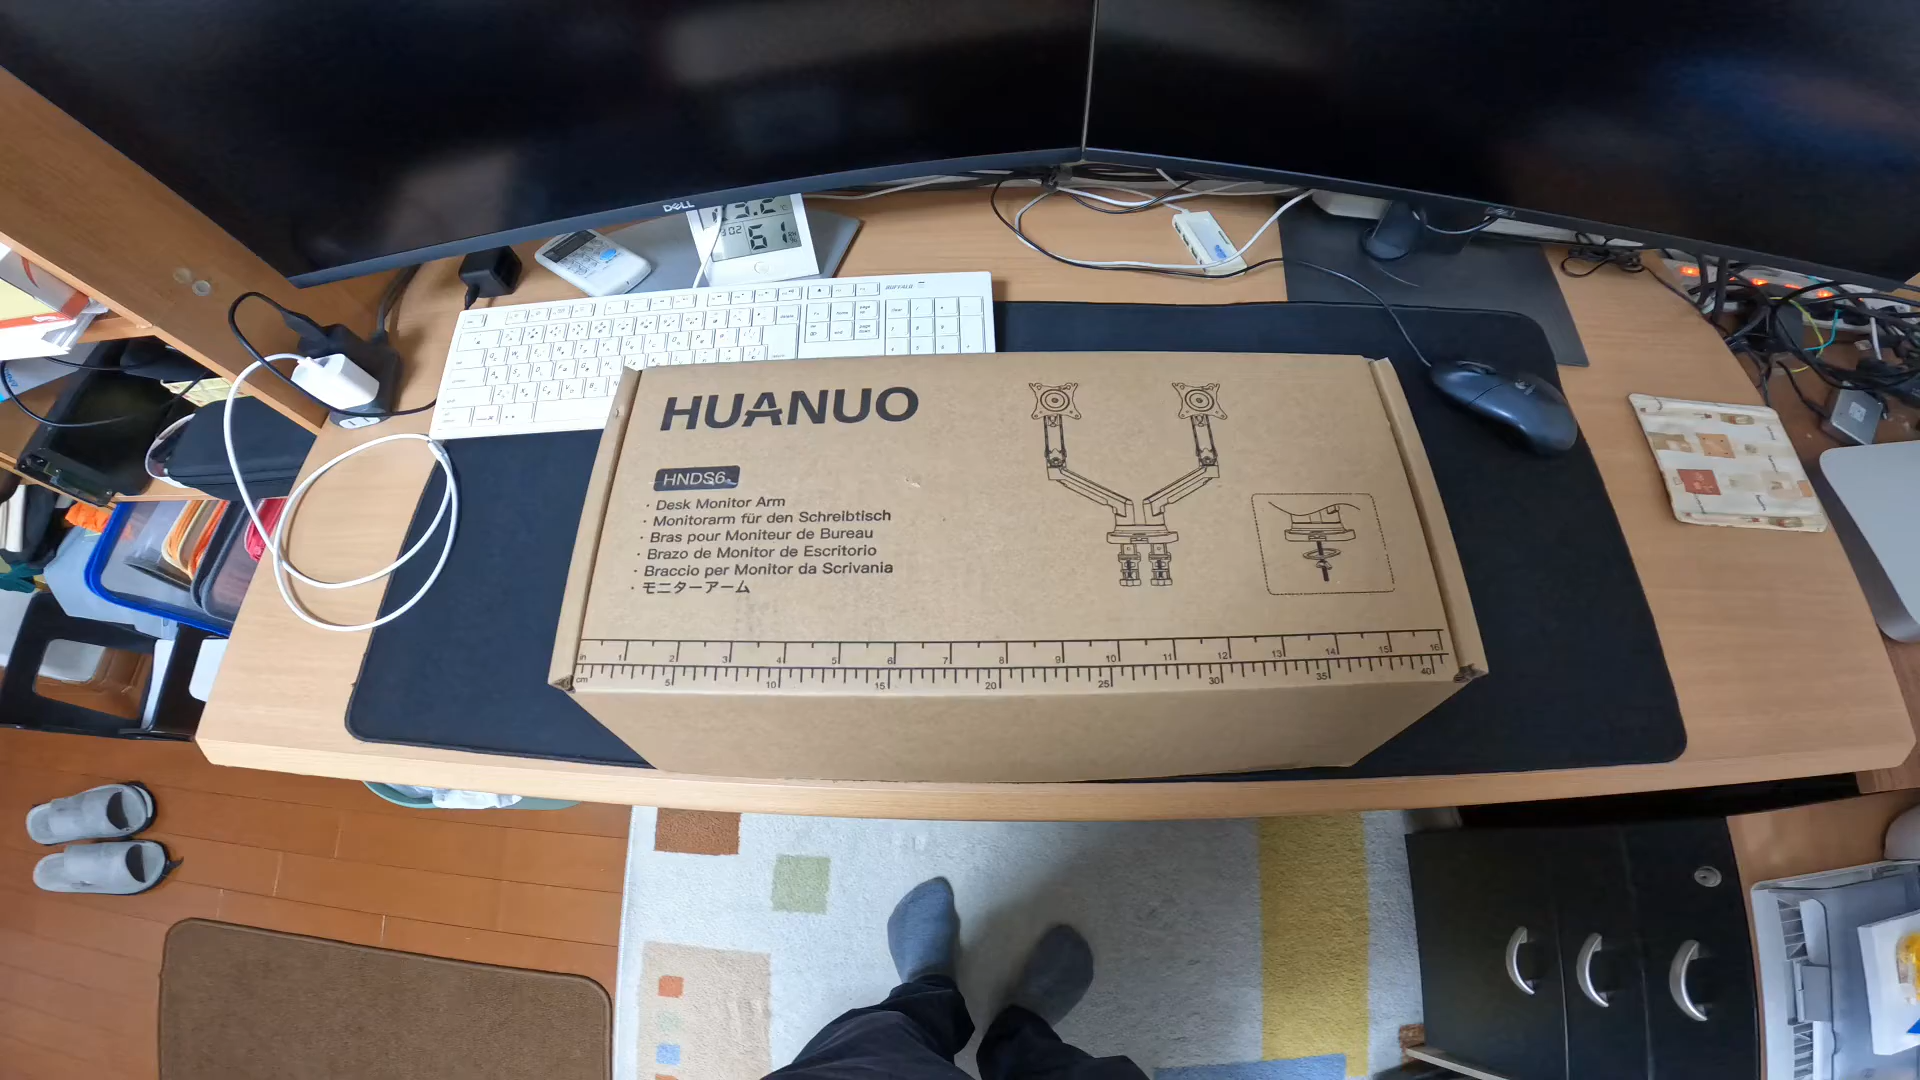 DELL
302
61
BUFFALO
HUANUO
HNDS6
· Desk Monitor Arm
· Monitorarm für den Schreibtisch
· Bras pour Moniteur de Bureau
· Brazo de Monitor de Escritorio
· Braccio per Monitor da Scrivania
· モニターアーム
in 1 2 3 4 5 6 7 8 9 10 11 12 13 14 15 16
cm 5 10 15 20 25 30 35 40